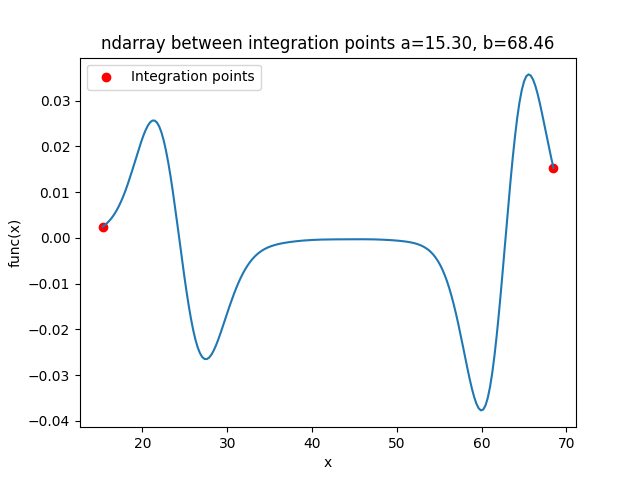 ndarray between integration points a=15.30, b=68.46
Integration points
func(x)
0.03
0.02
0.01
0.00
−0.01
−0.02
−0.03
−0.04
20 30 40 50 60 70
x